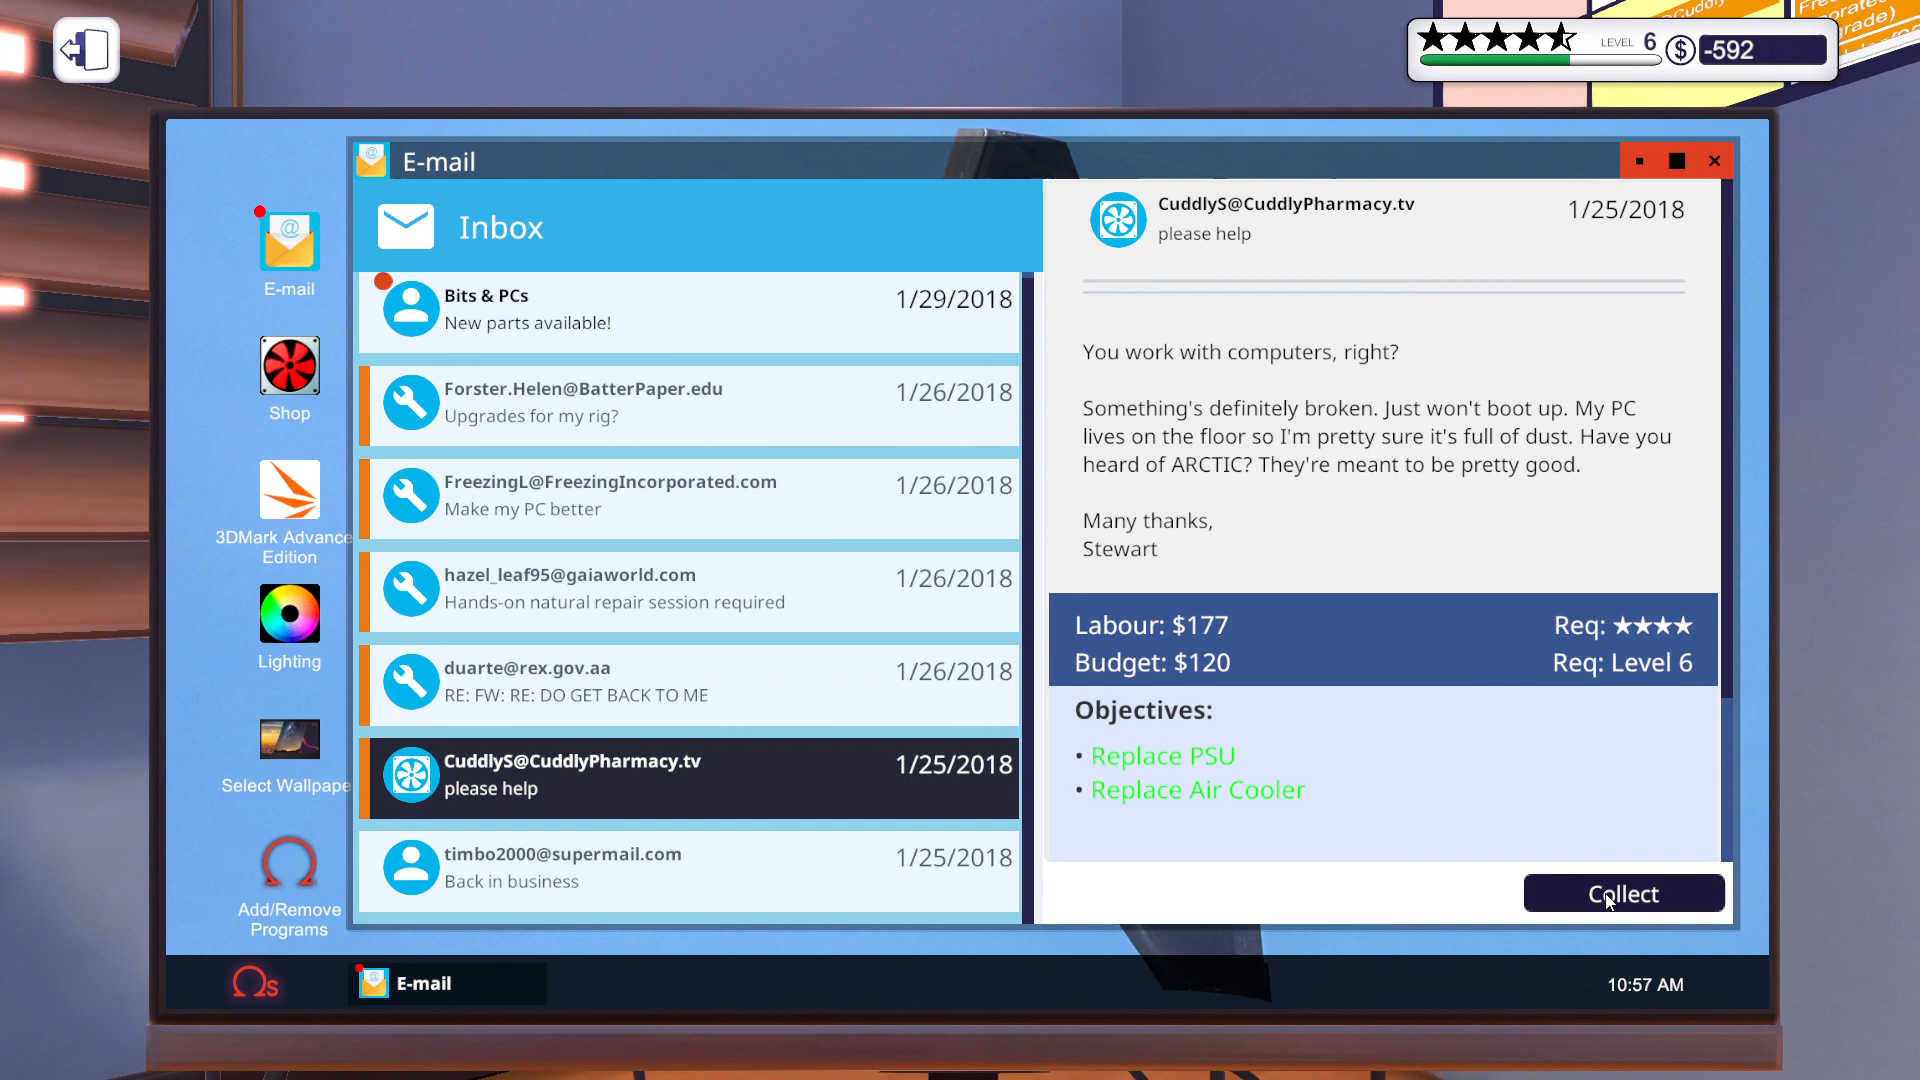 Cuddly
LEVEL 6
$ -592
E-mail
Inbox
Bits & PCs
1/29/2018
New parts available!
Forster.Helen@BatterPaper.edu
1/26/2018
Upgrades for my rig?
FreezingL@FreezingIncorporated.com
1/26/2018
Make my PC better
hazel_leaf95@gaiaworld.com
1/26/2018
Hands-on natural repair session required
duarte@rex.gov.aa
1/26/2018
RE: FW: RE: DO GET BACK TO ME
CuddlyS@CuddlyPharmacy.tv
1/25/2018
please help
timbo2000@supermail.com
1/25/2018
Back in business
CuddlyS@CuddlyPharmacy.tv
1/25/2018
please help
You work with computers, right?
Something's definitely broken. Just won't boot up. My PC
lives on the floor so I'm pretty sure it's full of dust. Have you
heard of ARCTIC? They're meant to be pretty good.
Many thanks,
Stewart
Labour: $177
Req: ★★★★
Budget: $120
Req: Level 6
Objectives:
• Replace PSU
• Replace Air Cooler
Collect
E-mail
Shop
3DMark Advance
Edition
Lighting
Select Wallpape
Add/Remove
Programs
Ωs
E-mail
10:57 AM